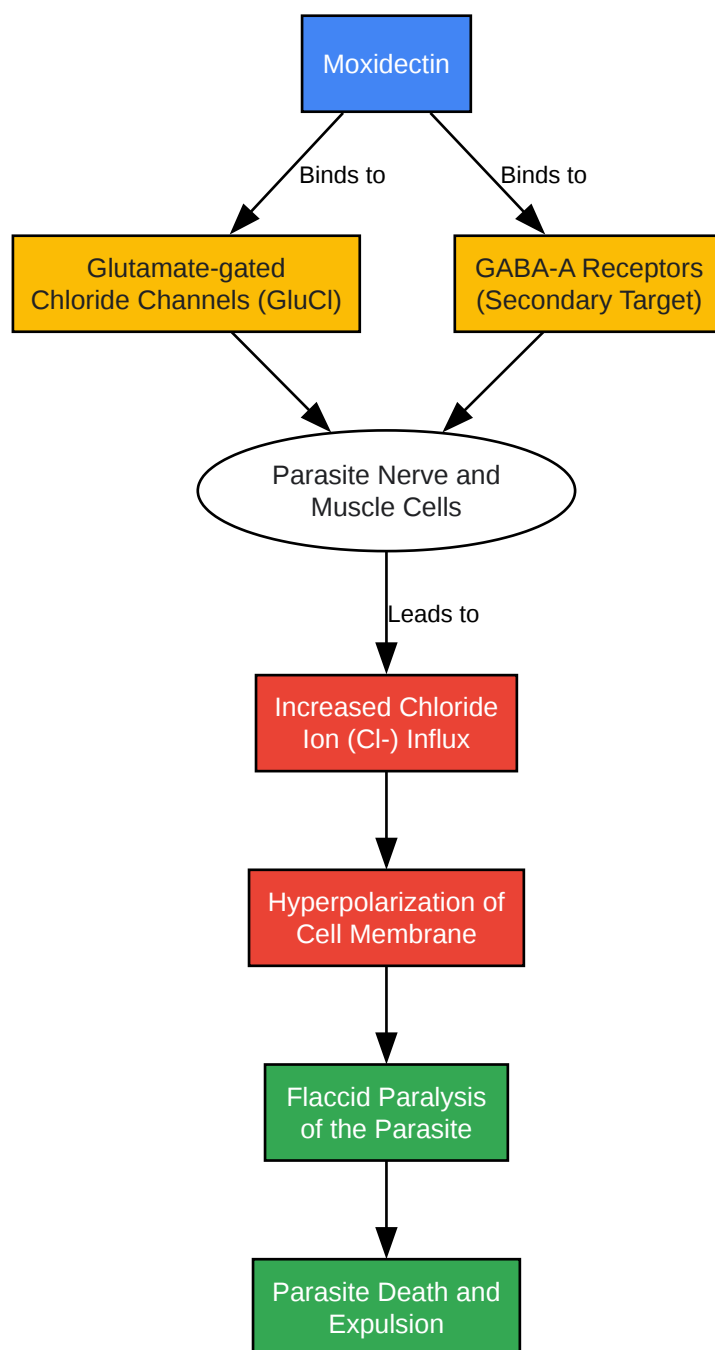 Moxidectin
Binds to
Binds to
Glutamate-gated
Chloride Channels (GluCl)
GABA-A Receptors
(Secondary Target)
Parasite Nerve and
Muscle Cells
Leads to
Increased Chloride
Ion (Cl-) Influx
Hyperpolarization of
Cell Membrane
Flaccid Paralysis
of the Parasite
Parasite Death and
Expulsion